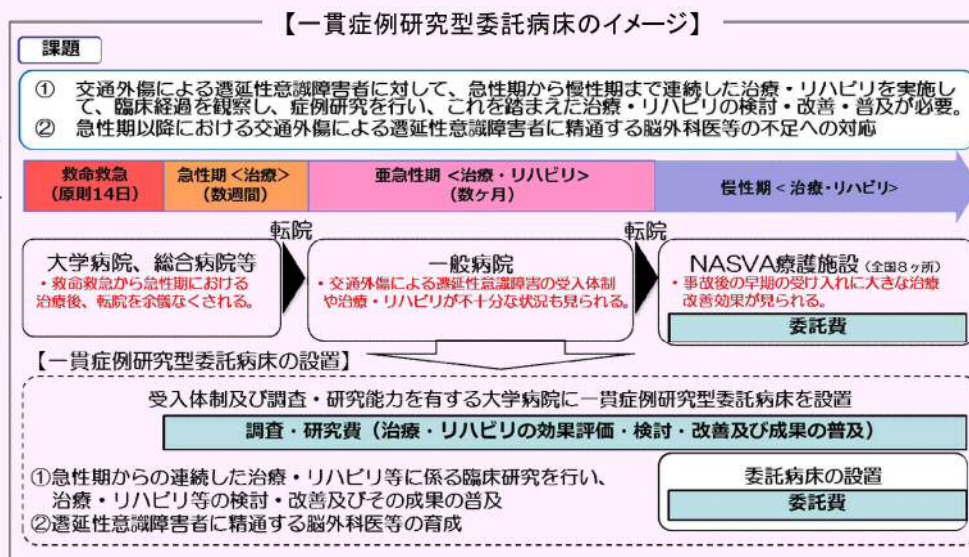 【一貫症例研究型委託病床のイメージ】
課題
① 交通外傷による遷延性意識障害者に対して、急性期から慢性期まで連続した治療・リハビリを実施し
て、臨床経過を観察し、症例研究を行い、これを踏まえた治療・リハビリの検討・改善・普及が必要。
② 急性期以降における交通外傷による遷延性意識障害者に精通する脳外科医等の不足への対応
救命救急
(原則14日)
急性期<治療>
(数週間)
亜急性期<治療・リハビリ>
(数ヶ月)
慢性期<治療・リハビリ>
転院
転院
大学病院、総合病院等
・救命救急から急性期における
治療後、転院を余儀なくされる。
一般病院
・交通外傷による遷延性意識障害の受入体制
や治療・リハビリが不十分な状況も見られる。
NASVA療護施設(全国8ヶ所)
・事故後の早期の受け入れに大きな治療
改善効果が見られる。
委託費
【一貫症例研究型委託病床の設置】
受入体制及び調査・研究能力を有する大学病院に一貫症例研究型委託病床を設置
調査・研究費(治療・リハビリの効果評価・検討・改善及び成果の普及)
①急性期からの連続した治療・リハビリ等に係る臨床研究を行い、
治療・リハビリ等の検討・改善及びその成果の普及
②遷延性意識障害者に精通する脳外科医等の育成
委託病床の設置
委託費